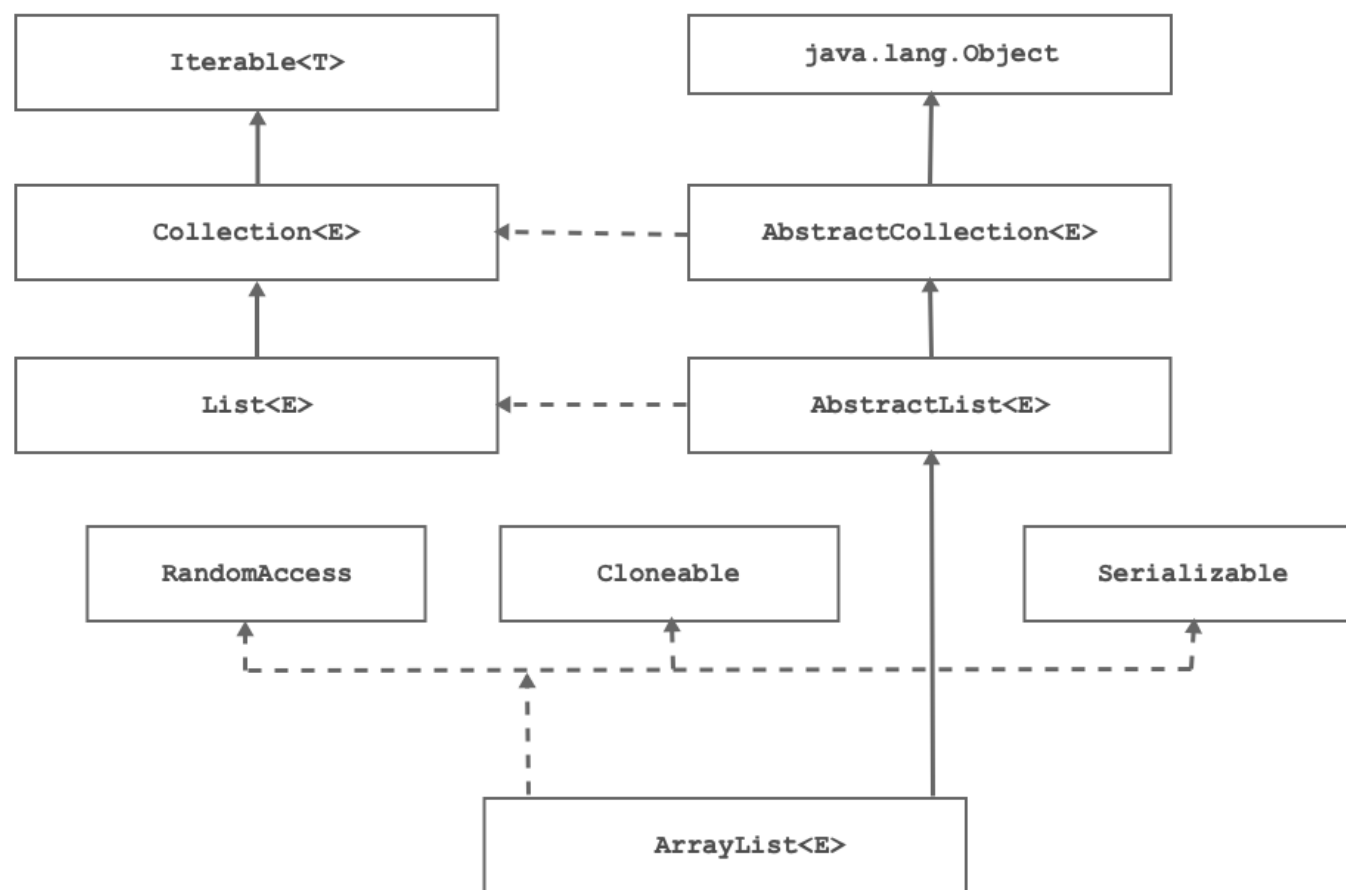 Iterable<T>
java.lang.Object
Collection<E>
AbstractCollection<E>
List<E>
AbstractList<E>
RandomAccess
Cloneable
Serializable
ArrayList<E>